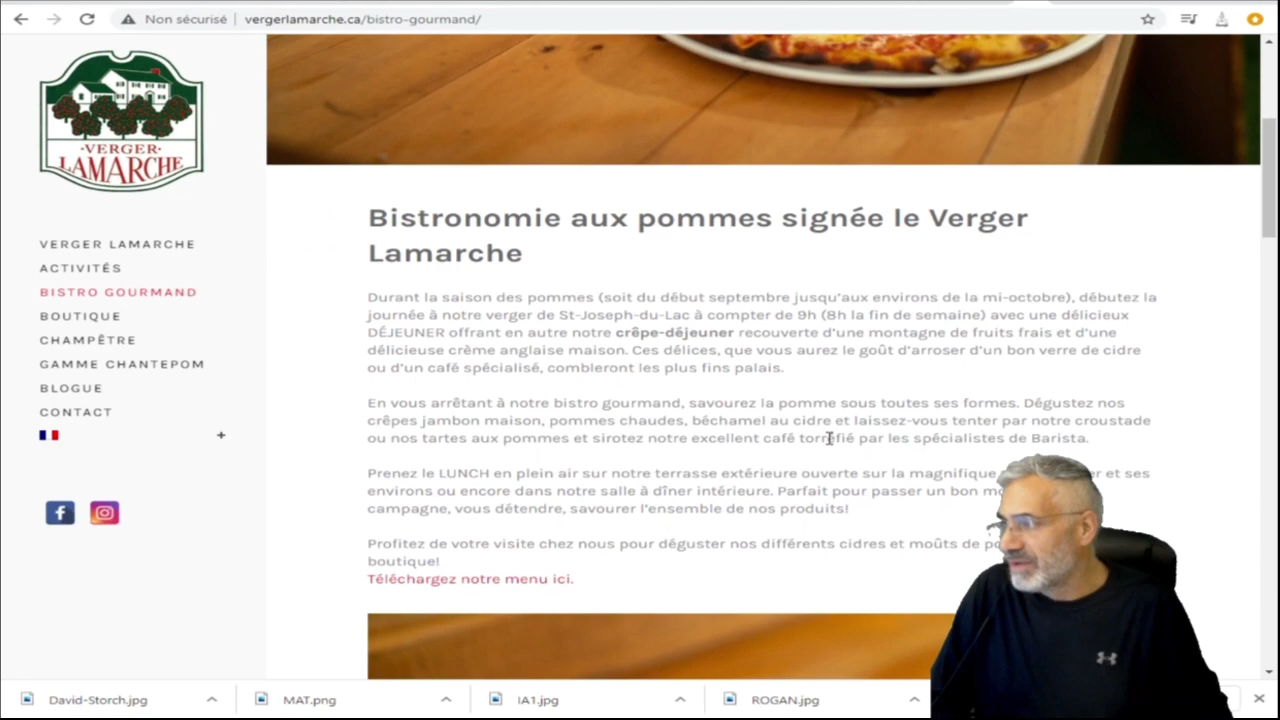 Non sécurisé | vergerlamarche.ca/bistro-gourmand/
·VERGER·
LAMARCHE
VERGER LAMARCHE
ACTIVITÉS
BISTRO GOURMAND
BOUTIQUE
CHAMPÊTRE
GAMME CHANTEPOM
BLOGUE
CONTACT
+
Bistronomie aux pommes signée le Verger
Lamarche
Durant la saison des pommes (soit du début septembre jusqu'aux environs de la mi-octobre), débutez la
journée à notre verger de St-Joseph-du-Lac à compter de 9h (8h la fin de semaine) avec une délicieux
DÉJEUNER offrant en autre notre crêpe-déjeuner recouverte d'une montagne de fruits frais et d'une
délicieuse crème anglaise maison. Ces délices, que vous aurez le goût d'arroser d'un bon verre de cidre
ou d'un café spécialisé, combleront les plus fins palais.
En vous arrêtant à notre bistro gourmand, savourez la pomme sous toutes ses formes. Dégustez nos
crêpes jambon maison, pommes chaudes, béchamel au cidre et laissez-vous tenter par notre croustade
ou nos tartes aux pommes et sirotez notre excellent café torréfié par les spécialistes de Barista.
Prenez le LUNCH en plein air sur notre terrasse extérieure ouverte sur la magnifique et ses
environs ou encore dans notre salle à dîner intérieure. Parfait pour passer un bon
campagne, vous détendre, savourer l'ensemble de nos produits!
Profitez de votre visite chez nous pour déguster nos différents cidres et moûts de
boutique!
Téléchargez notre menu ici.
David-Storch.jpg
MAT.png
IA1.jpg
ROGAN.jpg